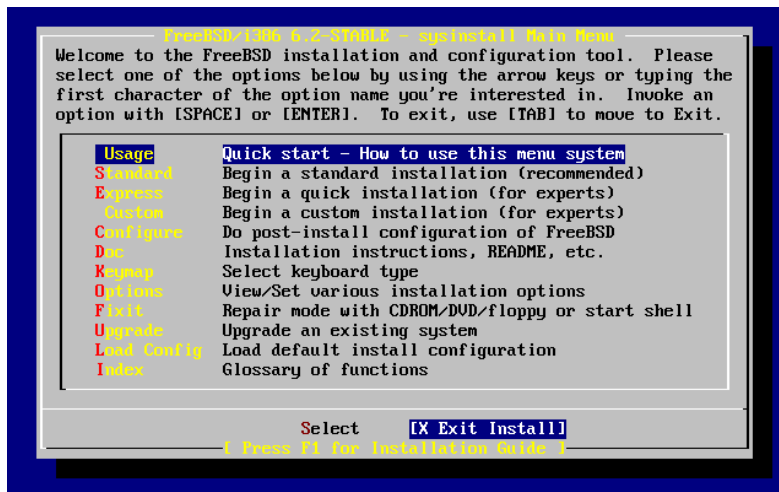 FreeBSD/i386 6.2-STABLE - sysinstall Main Menu
Welcome to the FreeBSD installation and configuration tool.  Please
select one of the options below by using the arrow keys or typing the
first character of the option name you're interested in.  Invoke an
option with [SPACE] or [ENTER].  To exit, use [TAB] to move to Exit.
Usage Quick start - How to use this menu system
Standard Begin a standard installation (recommended)
Express Begin a quick installation (for experts)
Custom Begin a custom installation (for experts)
Configure Do post-install configuration of FreeBSD
Doc Installation instructions, README, etc.
Keymap Select keyboard type
Options View/Set various installation options
Fixit Repair mode with CDROM/DVD/floppy or start shell
Upgrade Upgrade an existing system
Load Config Load default install configuration
Index Glossary of functions
Select [X Exit Install]
[ Press F1 for Installation Guide ]